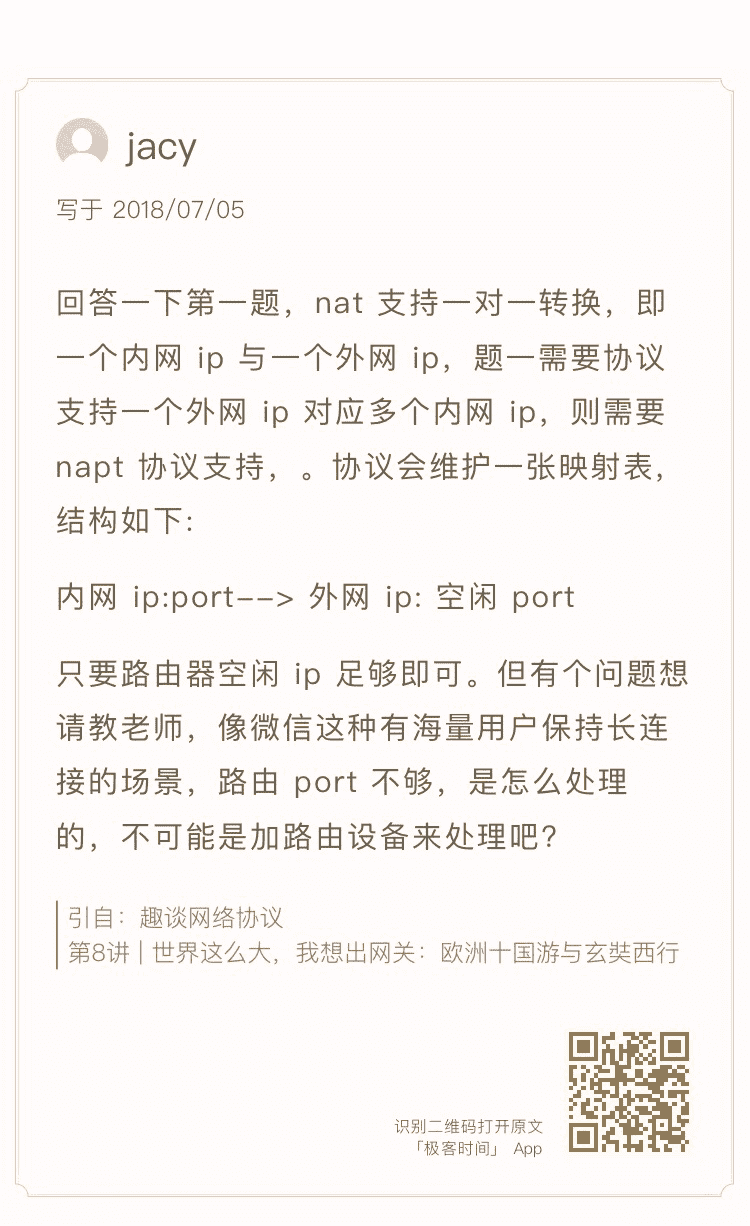 jacy
写于 2018/07/05
回答一下第一题，nat 支持一对一转换，即
一个内网 ip 与一个外网 ip，题一需要协议
支持一个外网 ip 对应多个内网 ip，则需要
napt 协议支持，。协议会维护一张映射表，
结构如下：
内网 ip:port--> 外网 ip: 空闲 port
只要路由器空闲 ip 足够即可。但有个问题想
请教老师，像微信这种有海量用户保持长连
接的场景，路由 port 不够，是怎么处理
的，不可能是加路由设备来处理吧？
引自：趣谈网络协议
第8讲 | 世界这么大，我想出网关：欧洲十国游与玄奘西行
识别二维码打开原文
「极客时间」 App